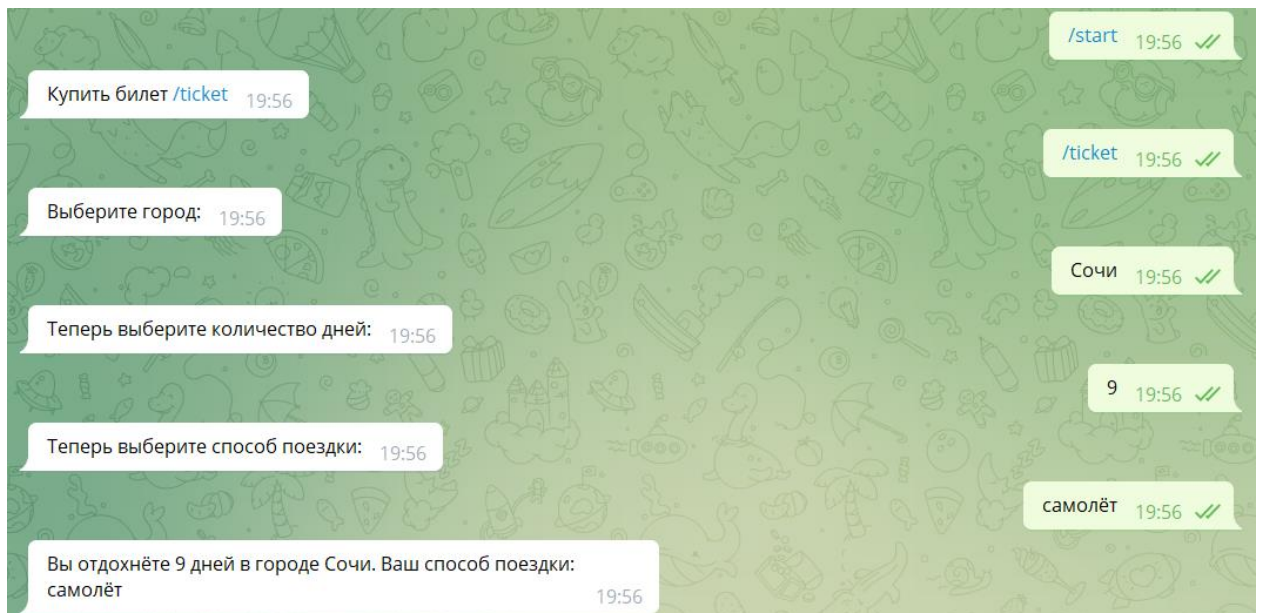 /start 19:56
Купить билет /ticket 19:56
/ticket 19:56
Выберите город: 19:56
Сочи 19:56
Теперь выберите количество дней: 19:56
9 19:56
Теперь выберите способ поездки: 19:56
самолёт 19:56
Вы отдохнёте 9 дней в городе Сочи. Ваш способ поездки:
самолёт 19:56